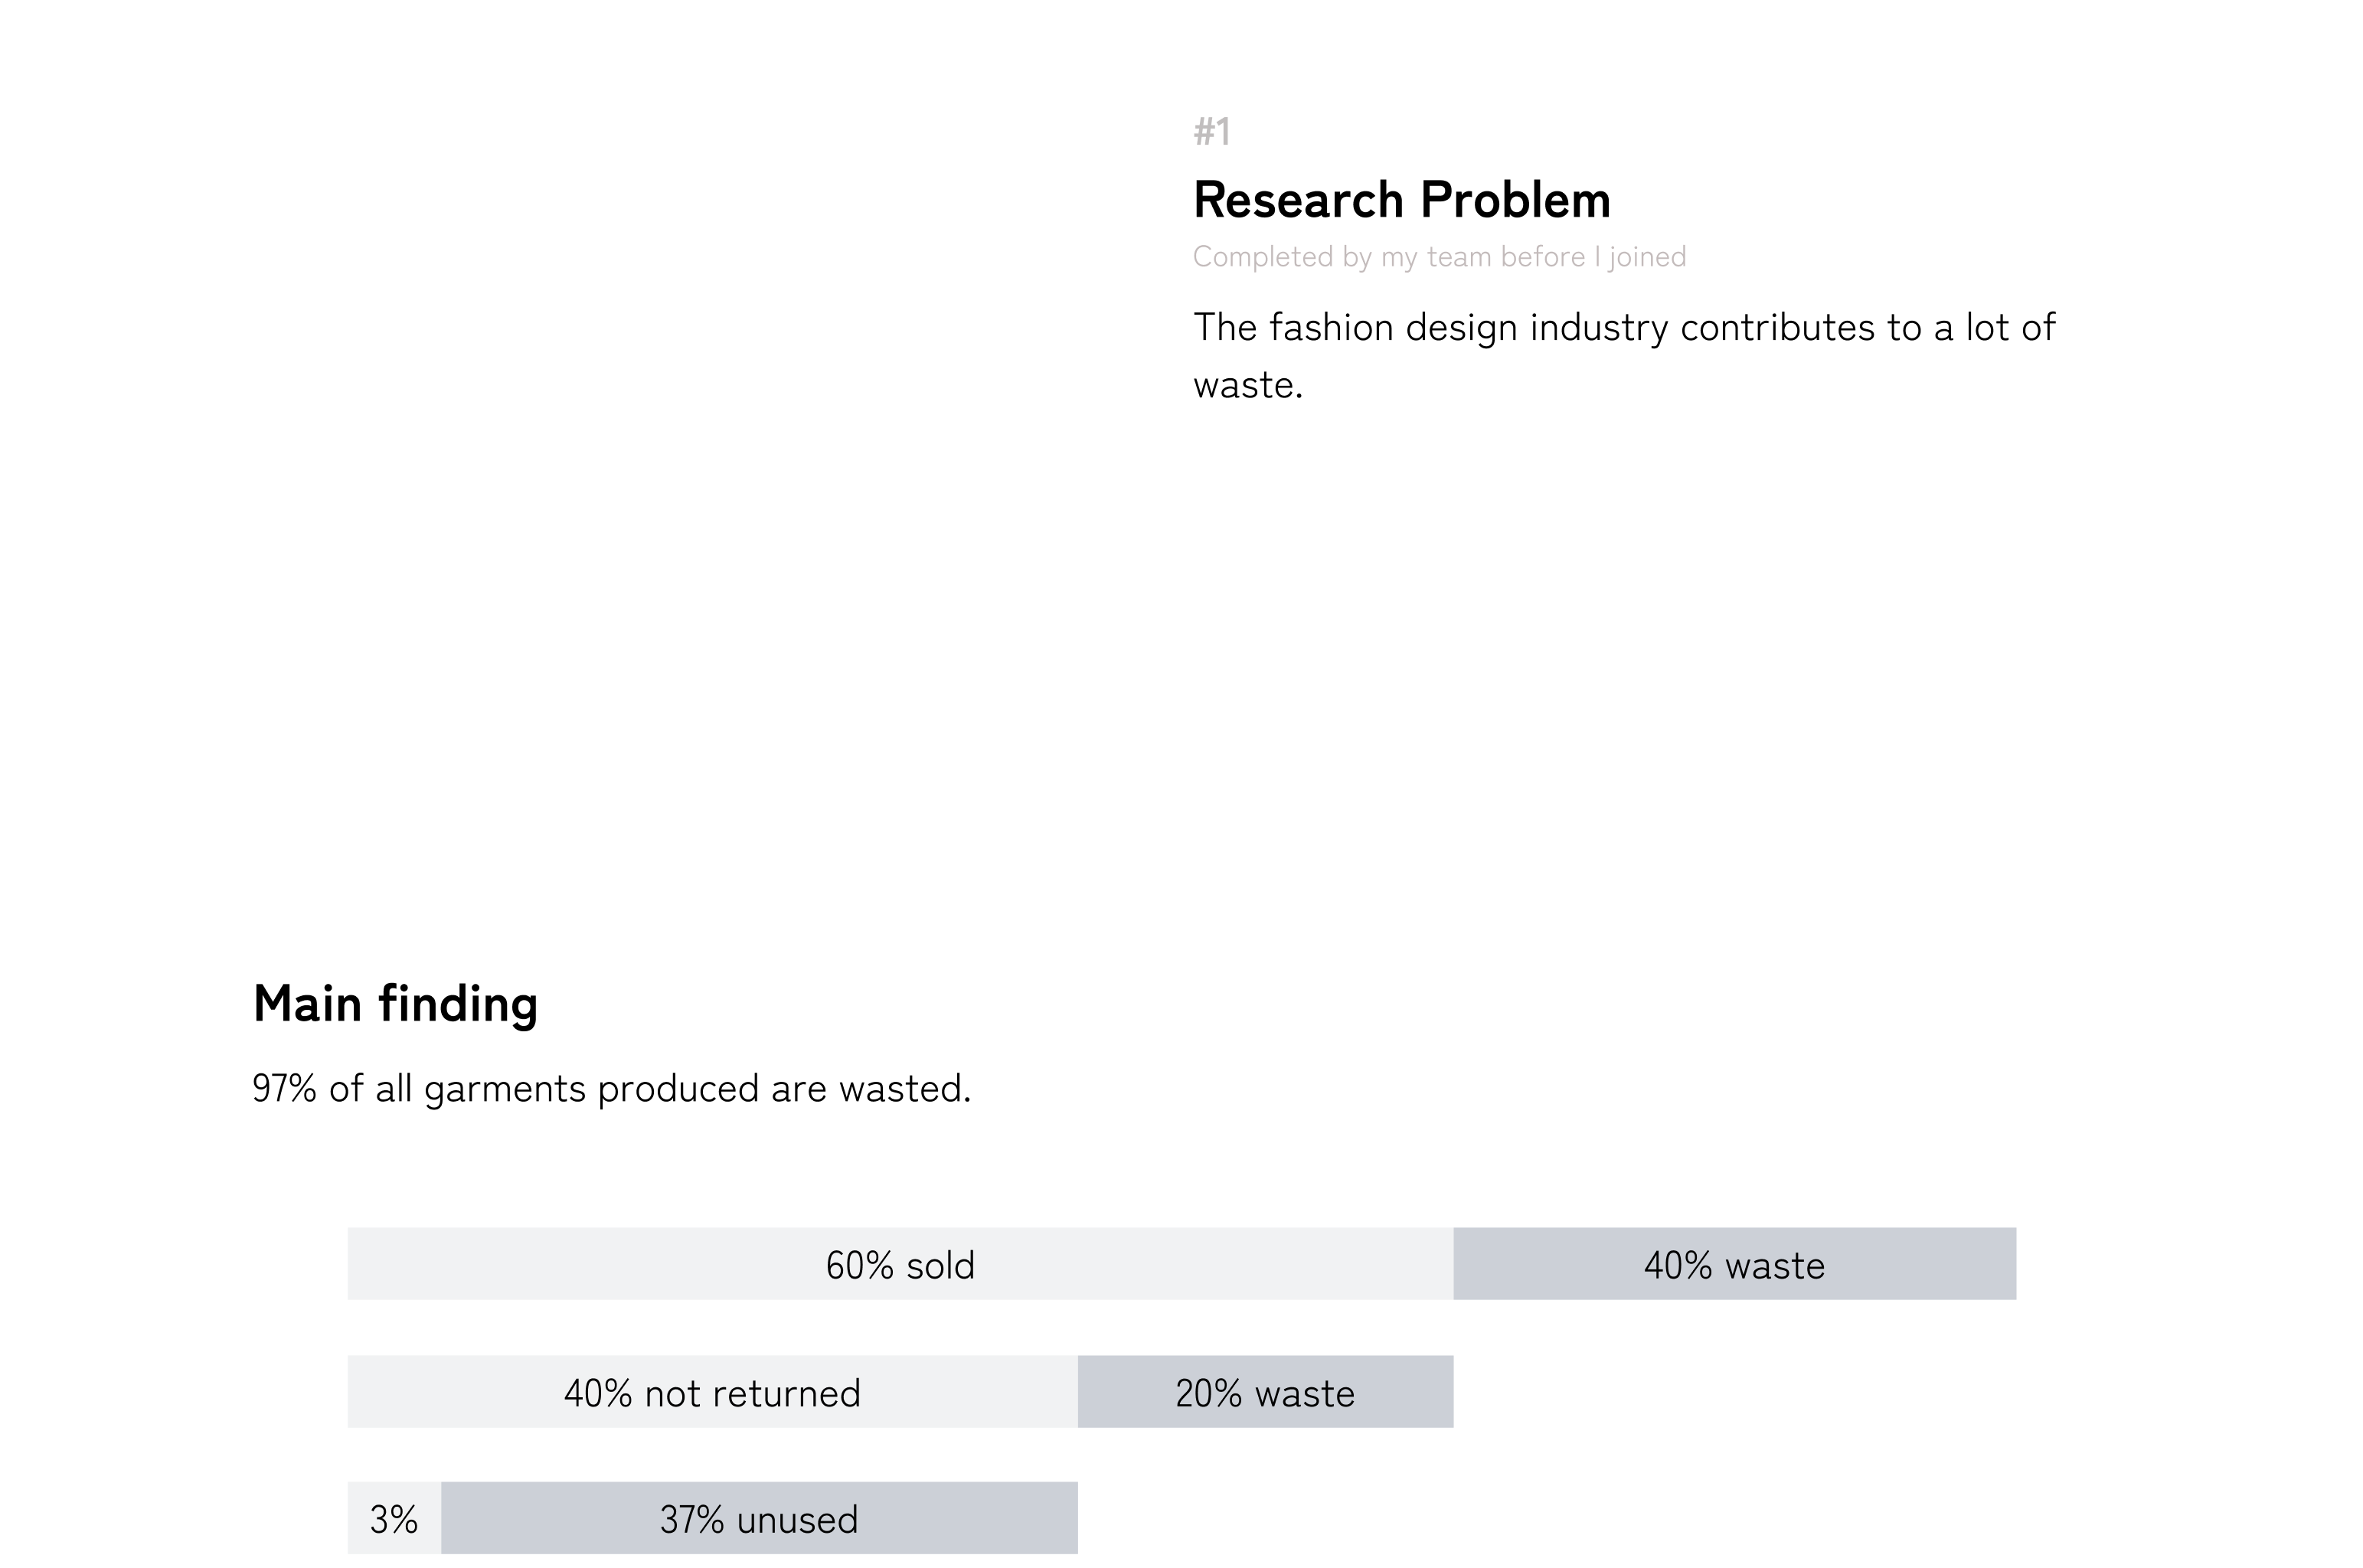 #1
Research Problem
Completed by my team before I joined
The fashion design industry contributes to a lot of
waste.
Main finding
97% of all garments produced are wasted.
60% sold
40% waste
40% not returned
20% waste
3%
37% unused